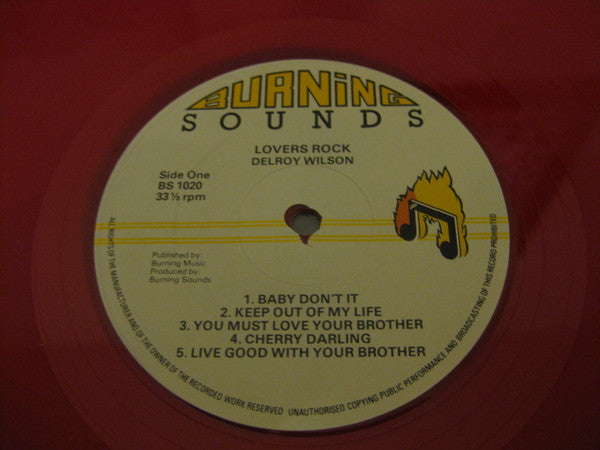 BURNiNG
SOUNDS
LOVERS ROCK
DELROY WILSON
Side One
BS 1020
33 ⅓ rpm
Published by:
Burning Music
Produced by:
Burning Sounds
1. BABY DON'T IT
2. KEEP OUT OF MY LIFE
3. YOU MUST LOVE YOUR BROTHER
4. CHERRY DARLING
5. LIVE GOOD WITH YOUR BROTHER
ALL RIGHTS OF THE MANUFACTURER AND OF THE OWNER OF THE RECORDED WORK RESERVED UNAUTHORISED COPYING PUBLIC PERFORMANCE AND BROADCASTING OF THIS RECORD PROHIBITED